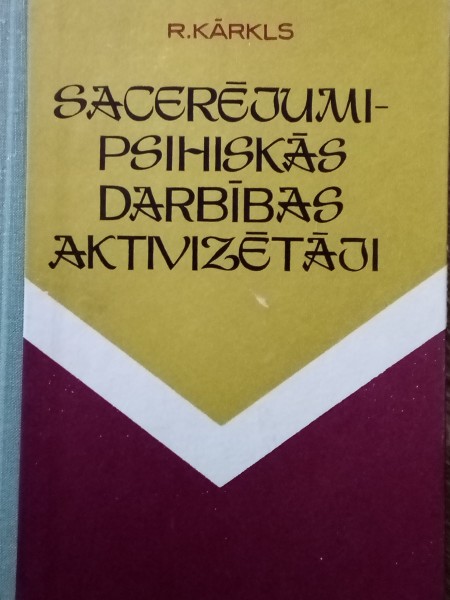 R.KĀRKLS
SACERĒJUMI-
PSIHISKĀS
DARBĪBAS
AKTIVIZĒTĀJI